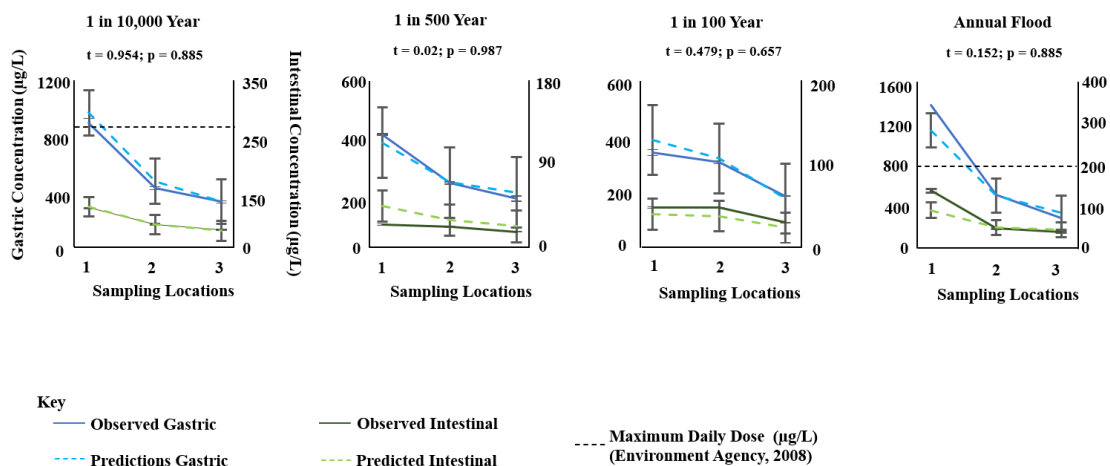 1 in 10,000 Year
1 in 500 Year
1 in 100 Year
Annual Flood
t = 0.954; p = 0.885
t = 0.02; p = 0.987
t = 0.479; p = 0.657
t = 0.152; p = 0.885
Gastric Concentration (µg/L)
1200
800
400
0
350
250
150
0
1
2
3
Sampling Locations
Intestinal Concentration (µg/L)
600
400
200
0
180
90
0
1
2
3
Sampling Locations
600
400
200
0
200
100
0
1
2
3
Sampling Locations
1600
1200
800
400
0
400
300
200
100
0
1
2
3
Sampling Locations
Key
Observed Gastric
Observed Intestinal
Maximum Daily Dose (µg/L)
(Environment Agency, 2008)
Predictions Gastric
Predicted Intestinal